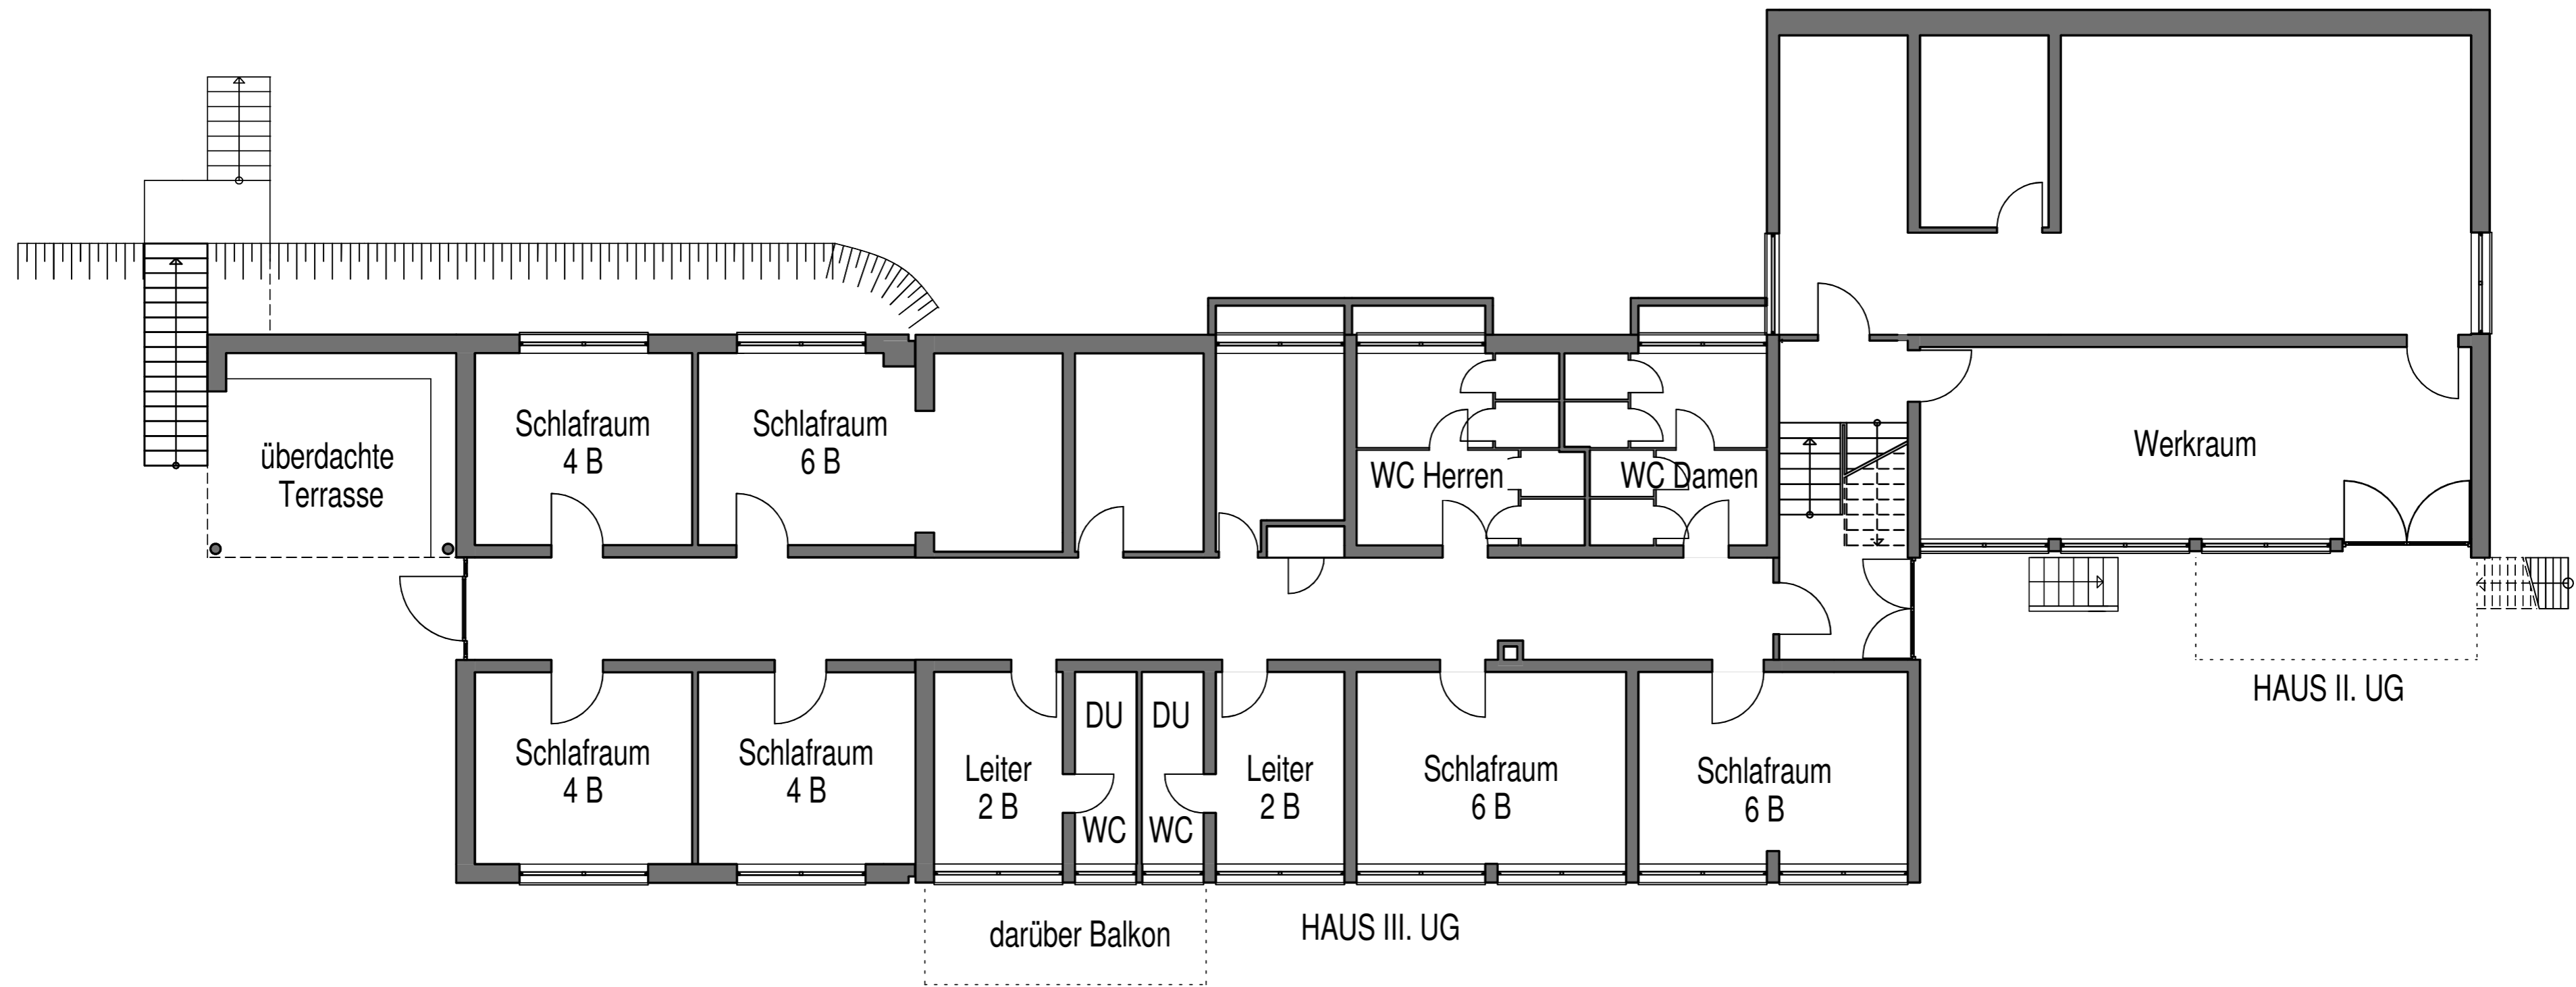 Schlafraum
4 B
Schlafraum
6 B
überdachte
Terrasse
WC Herren
WC Damen
Werkraum
Schlafraum
4 B
Schlafraum
4 B
Leiter
2 B
DU
WC
DU
WC
Leiter
2 B
Schlafraum
6 B
Schlafraum
6 B
HAUS II. UG
darüber Balkon
HAUS III. UG